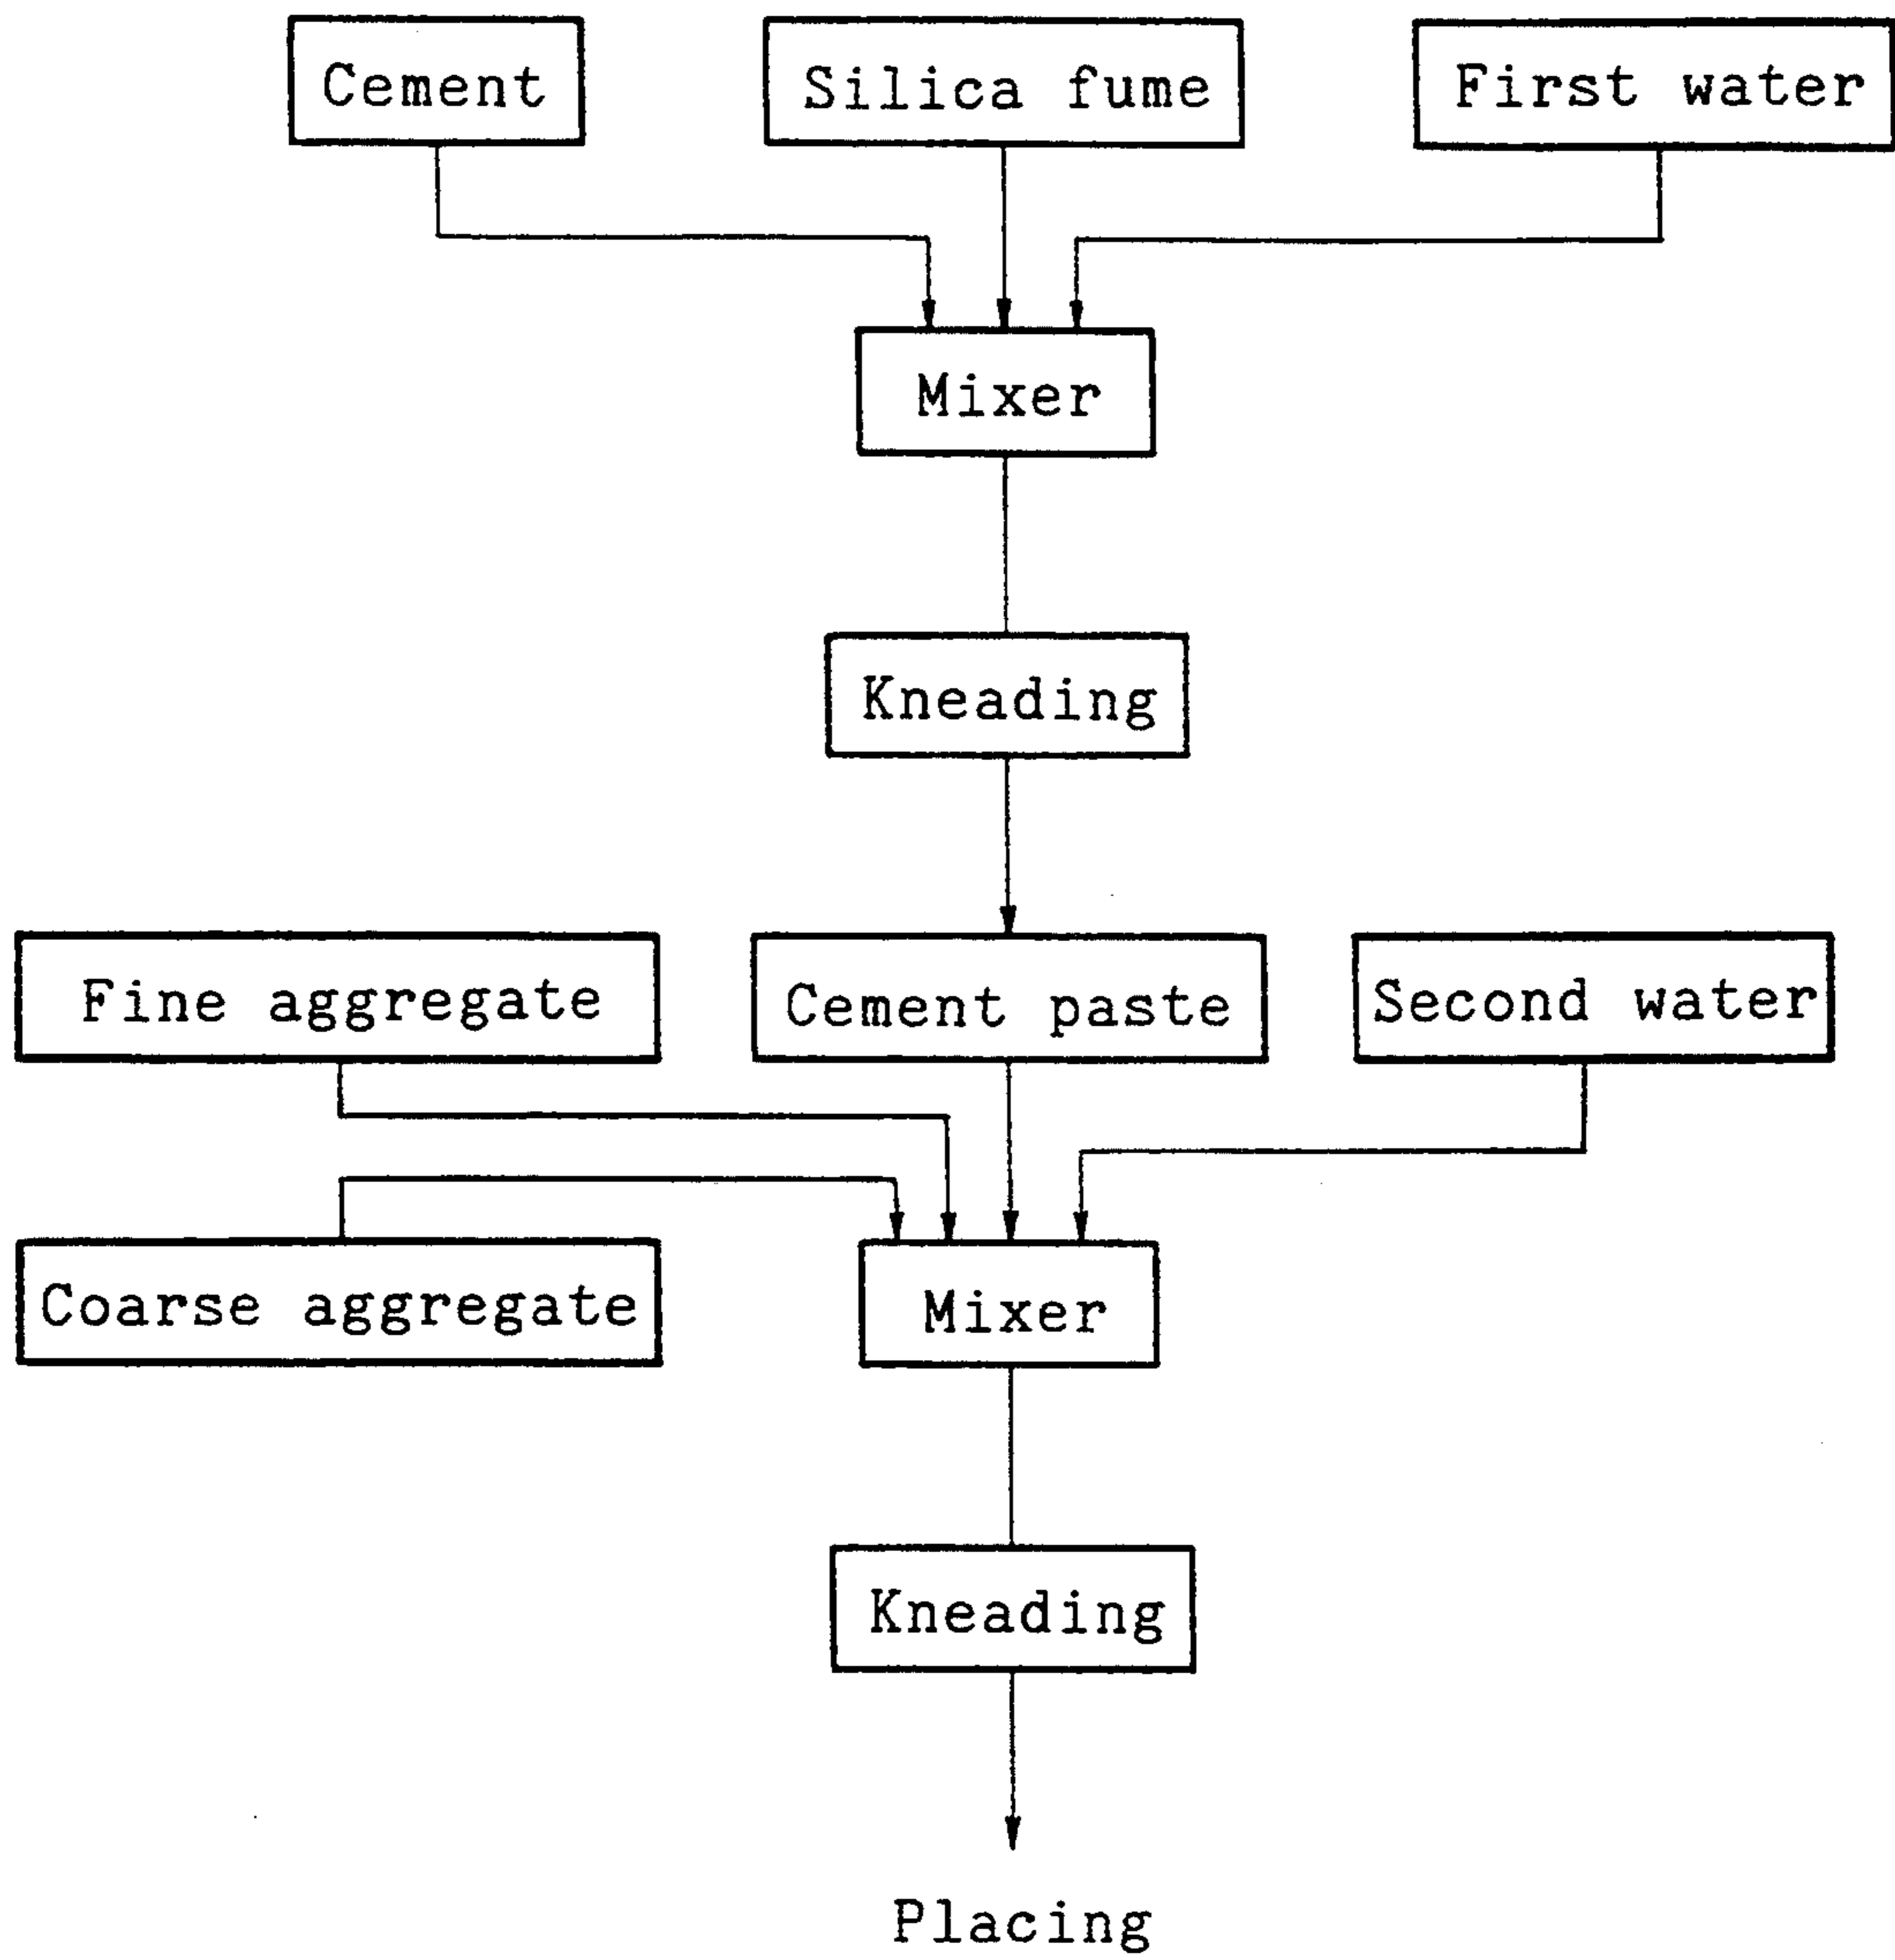 Cement
Silica fume
First water
Mixer
Kneading
Fine aggregate
Cement paste
Second water
Coarse aggregate
Mixer
Kneading
Placing